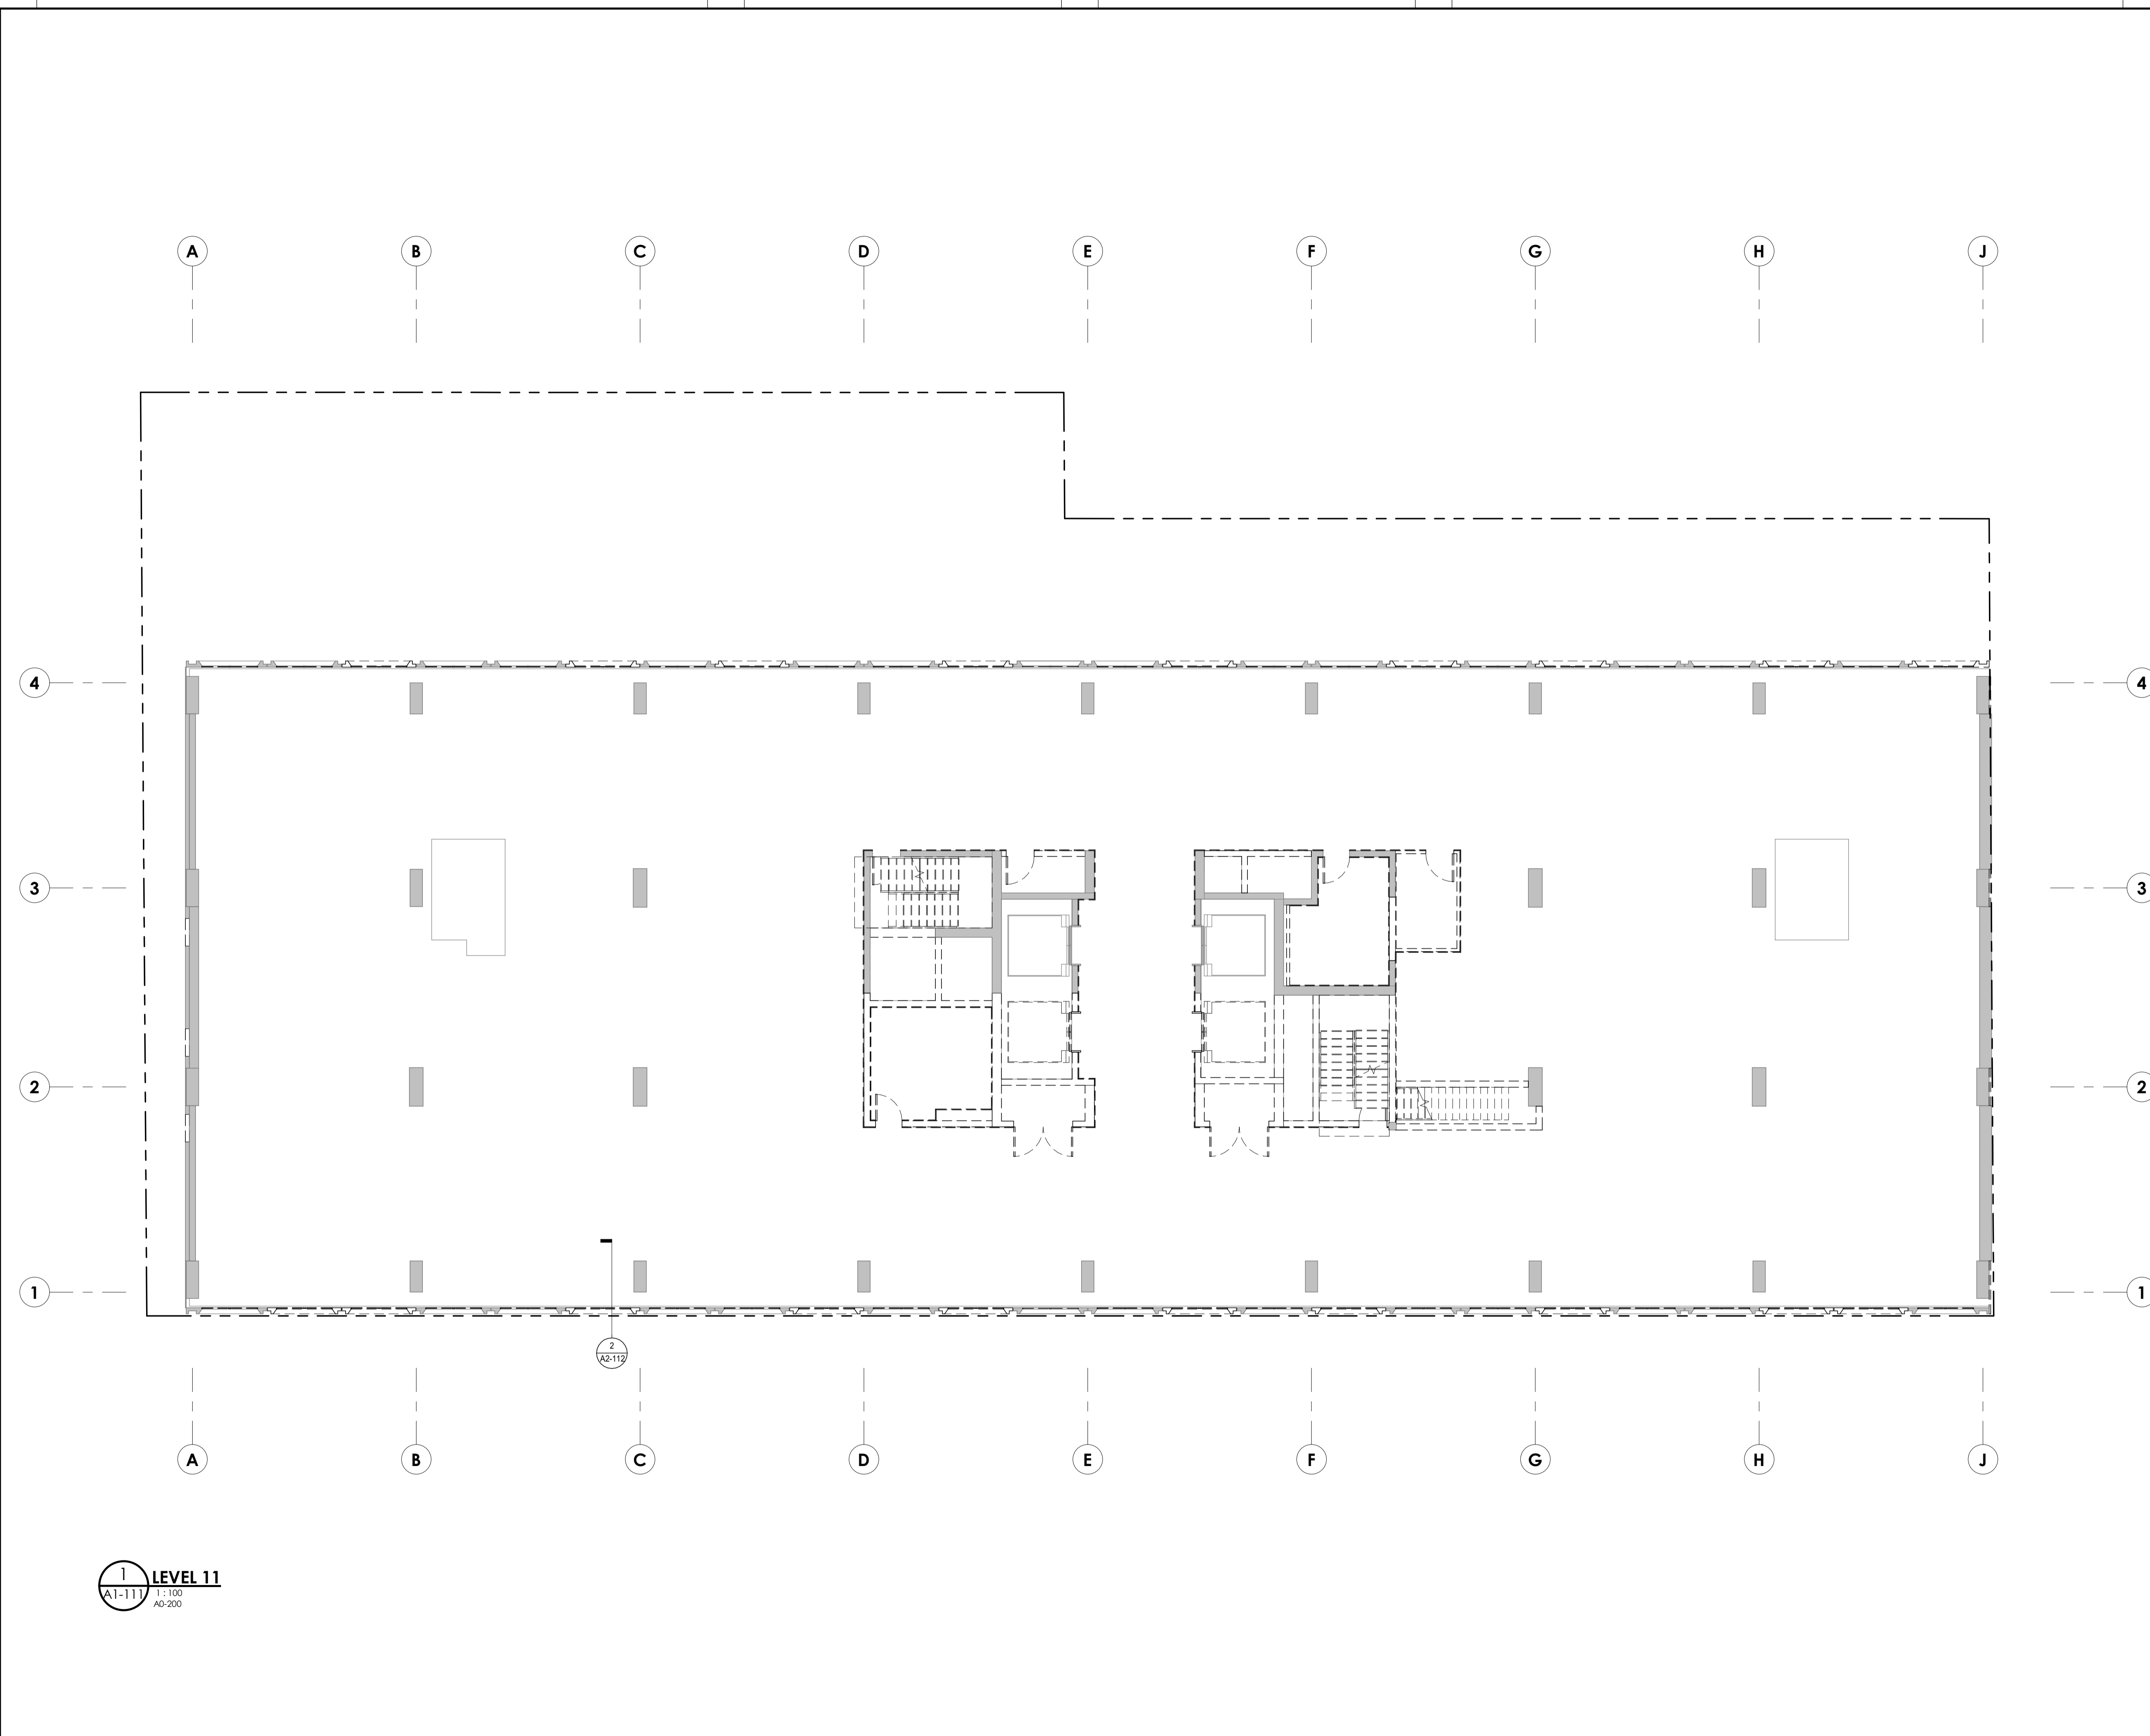 A B C D E F G H J
4 4
3 3
2 2
1 1
2
A2-112
A B C D E F G H J
1
A1-111
LEVEL 11
1 : 100
A0-200